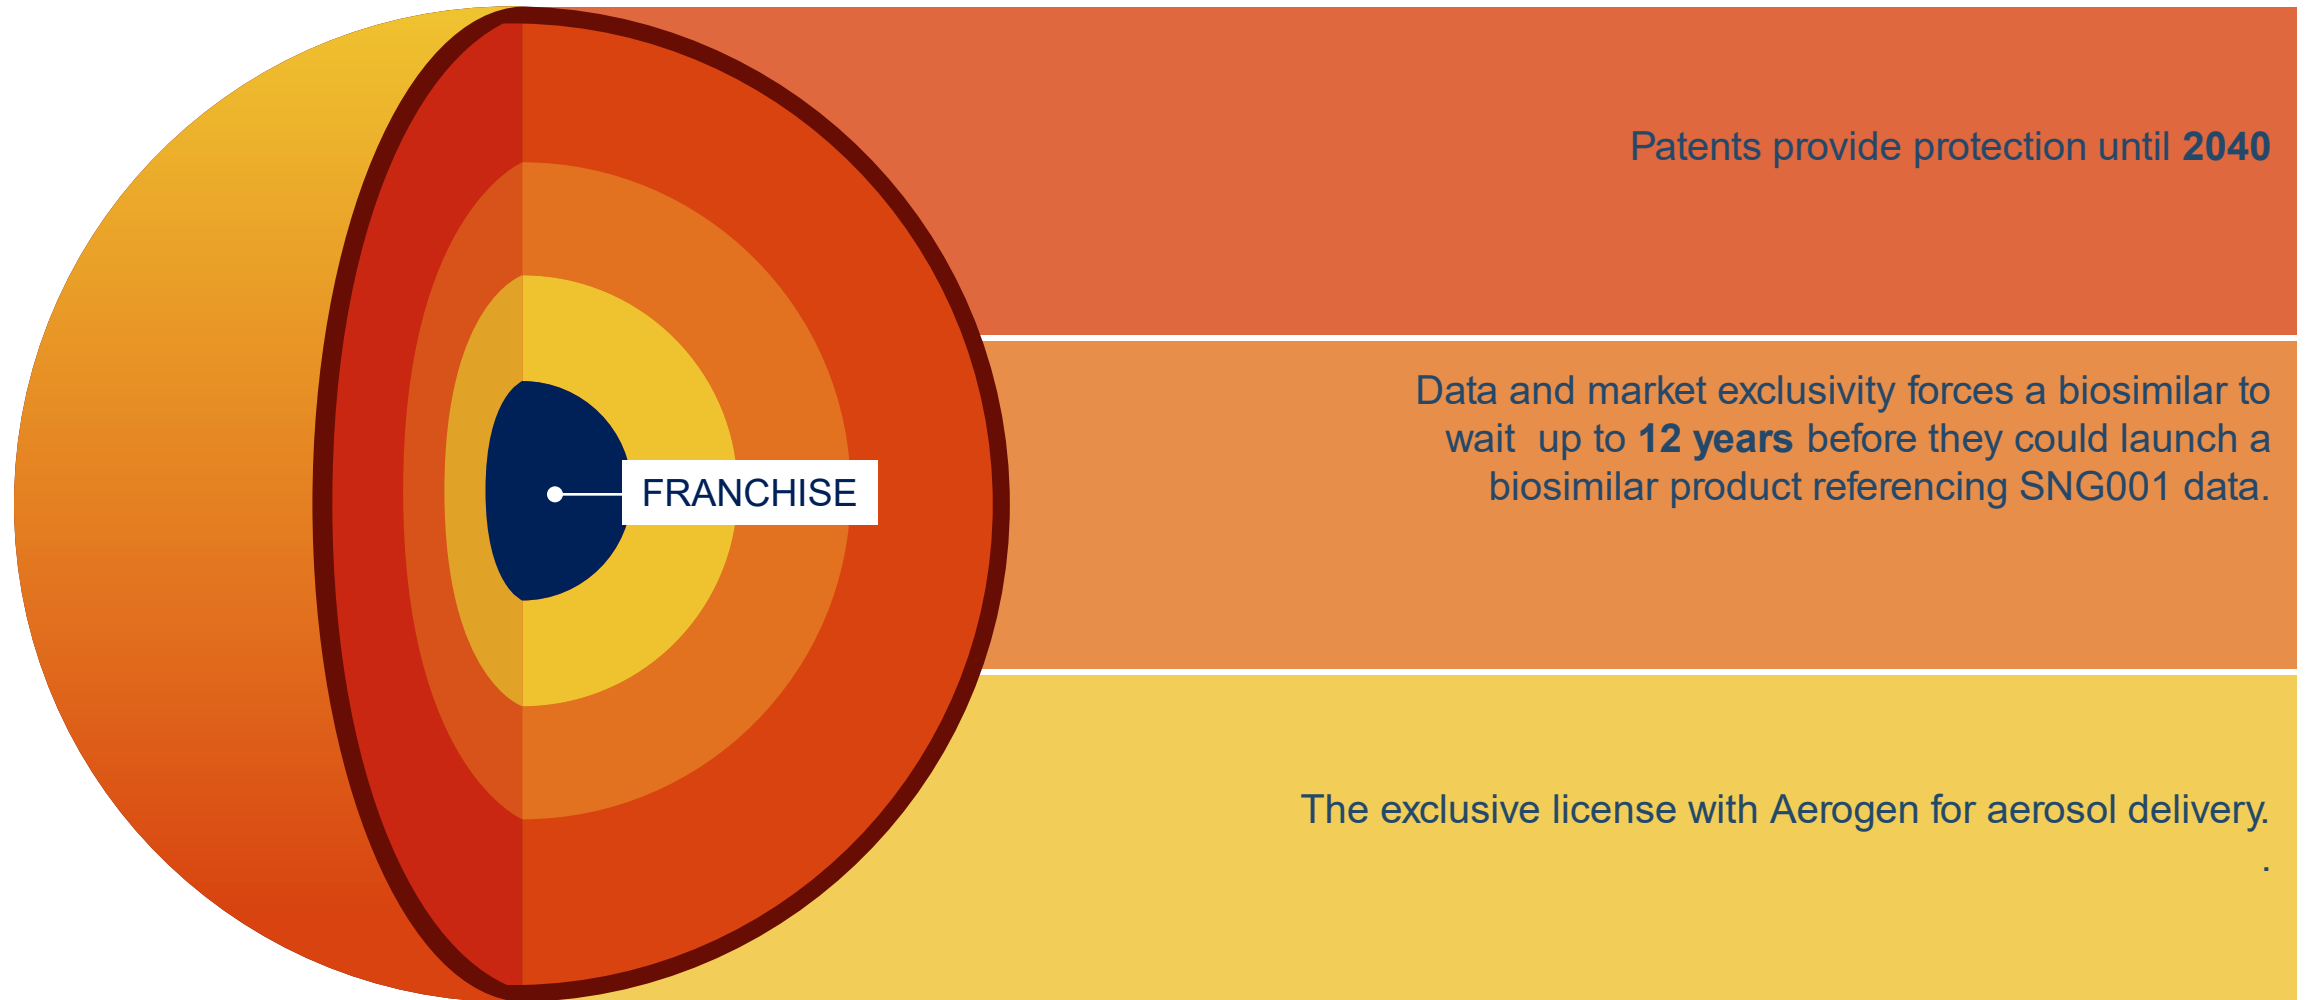 Patents provide protection until 2040
Data and market exclusivity forces a biosimilar to
wait  up to 12 years before they could launch a
biosimilar product referencing SNG001 data.
FRANCHISE
The exclusive license with Aerogen for aerosol delivery.
.